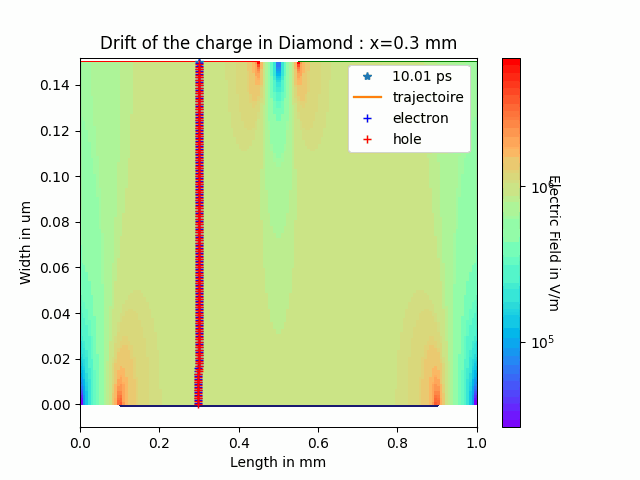 Drift of the charge in Diamond : x=0.3 mm
10.01 ps
trajectoire
electron
hole
Width in um
0.14
0.12
0.10
0.08
0.06
0.04
0.02
0.00
0.0 0.2 0.4 0.6 0.8 1.0
Length in mm
10⁶
10⁵
Electric Field in V/m